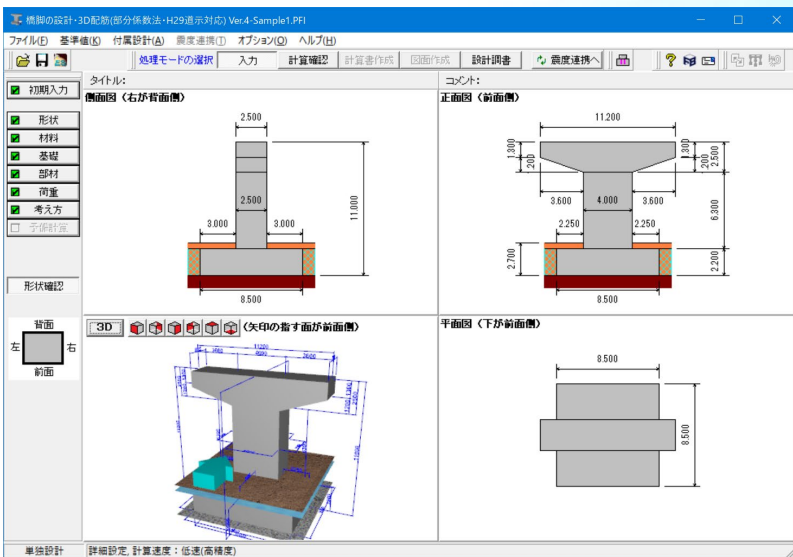 橋脚の設計・3D配筋(部分係数法・H29道示対応) Ver.4-Sample1.PFI
ファイル(F) 基準値(K) 付属設計(A) 震度連携(T) オプション(O) ヘルプ(H)
処理モードの選択 入力 計算確認 計算書作成 図面作成 設計調書 震度連携へ
初期入力
形状
材料
基礎
部材
荷重
考え方
予備計算
形状確認
背面
左 右
前面
タイトル:
コメント:
側面図 (右が背面側)
2.500
2.500
11.000
3.000 3.000
8.500
正面図 (前面側)
11.200
1.300 1.300
.200 .200 2.500
3.600 4.000 3.600
6.300
2.250 2.250
2.700 2.200
8.500
3D (矢印の指す面が前面側)
11200
平面図 (下が前面側)
8.500
8.500
単独設計 詳細設定, 計算速度:低速(高精度)